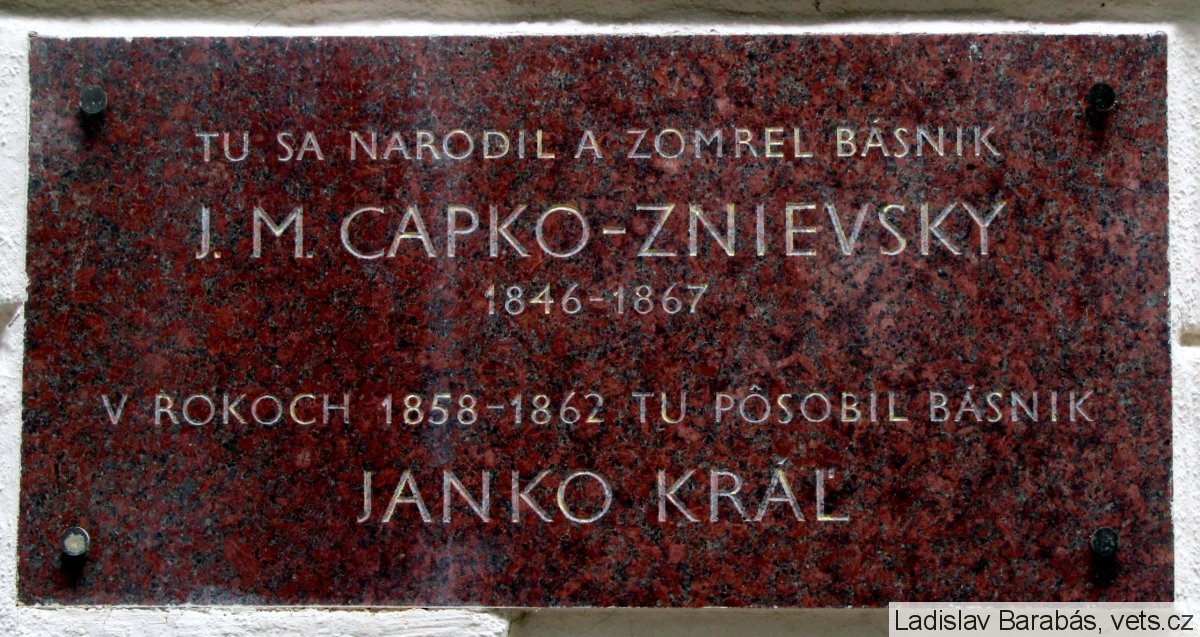 TU SA NARODIL A ZOMREL BÁSNIK
J. M. CAPKO-ZNIEVSKY
1846-1867
V ROKOCH 1858-1862 TU PÔSOBIL BÁSNIK
JANKO KRÁĽ
Ladislav Barabás, vets.cz